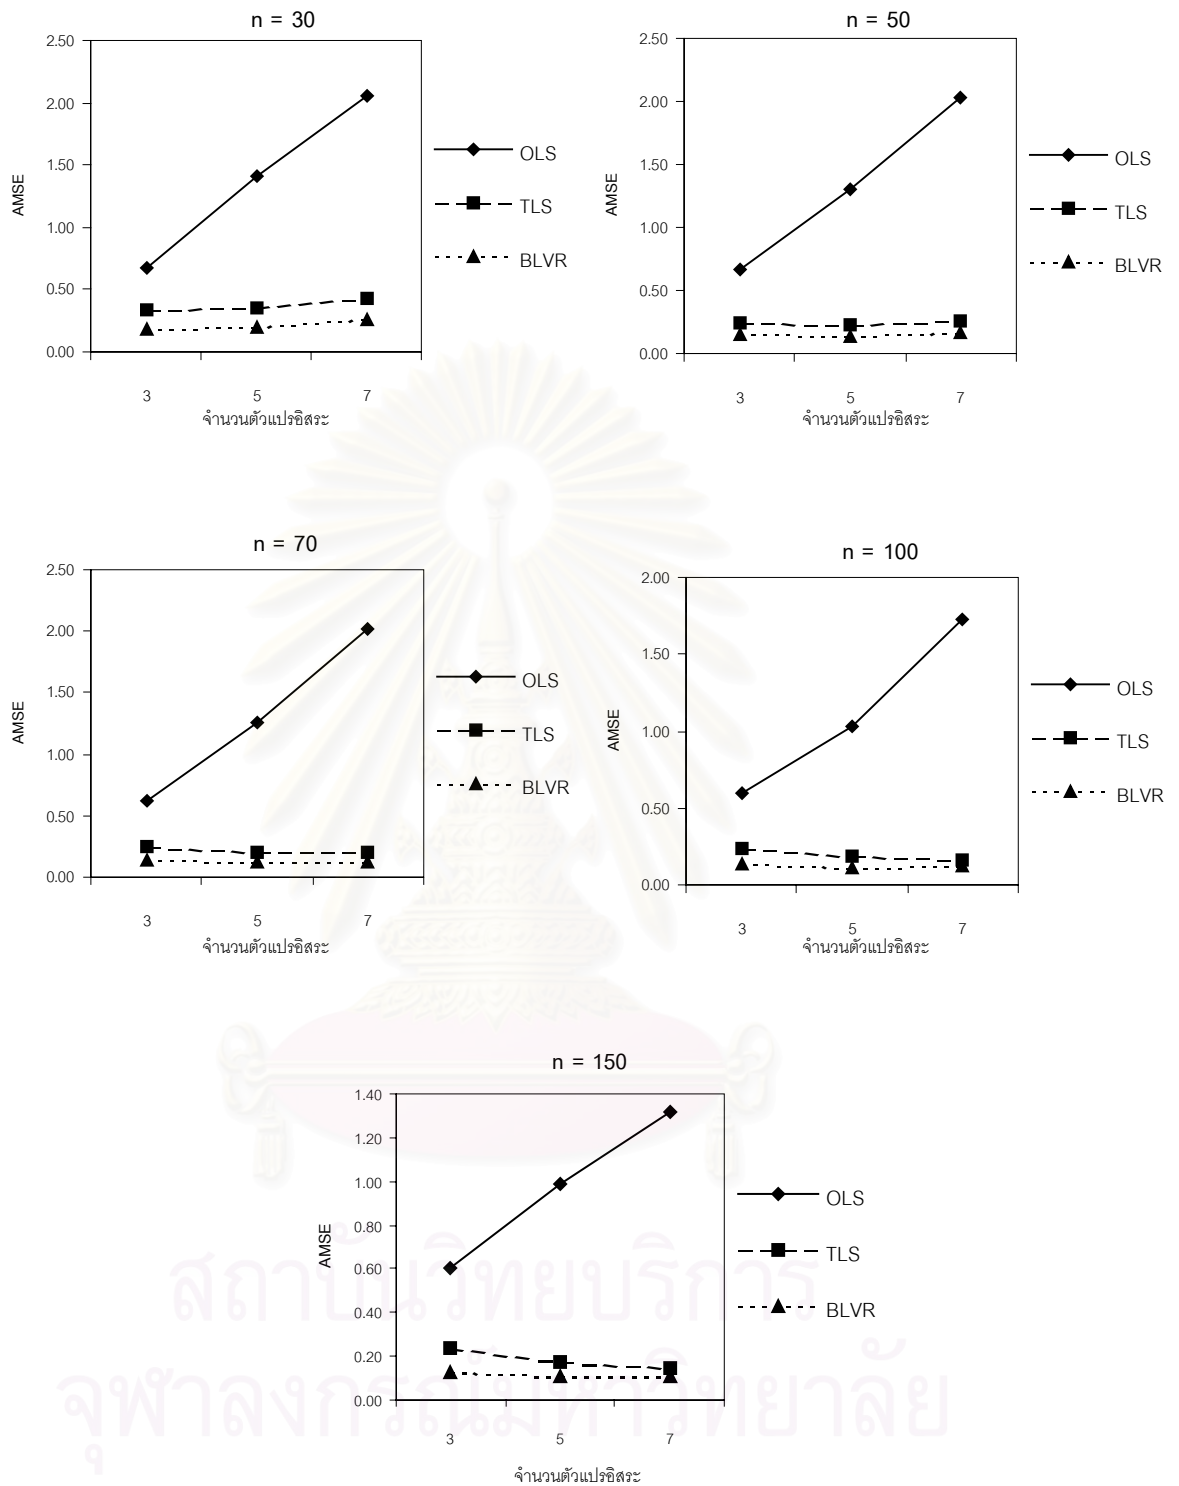 n = 30
2.50
2.00
1.50
1.00
0.50
0.00
AMSE
3 5 7
จำนวนตัวแปรอิสระ
OLS
TLS
BLVR
n = 50
2.50
2.00
1.50
1.00
0.50
0.00
AMSE
3 5 7
จำนวนตัวแปรอิสระ
OLS
TLS
BLVR
n = 70
2.50
2.00
1.50
1.00
0.50
0.00
AMSE
3 5 7
จำนวนตัวแปรอิสระ
OLS
TLS
BLVR
n = 100
2.00
1.50
1.00
0.50
0.00
AMSE
3 5 7
จำนวนตัวแปรอิสระ
OLS
TLS
BLVR
n = 150
1.40
1.20
1.00
0.80
0.60
0.40
0.20
0.00
AMSE
3 5 7
จำนวนตัวแปรอิสระ
OLS
TLS
BLVR
สถาบันวิทยบริการ
จุฬาลงกรณ์มหาวิทยาลัย